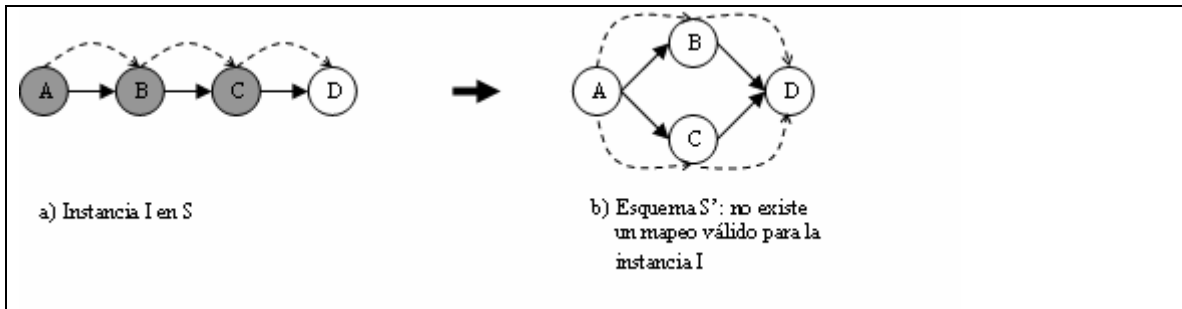 A
B
C
D
A
B
C
D
a) Instancia I en S
b) Esquema S’: no existe
un mapeo válido para la
instancia I